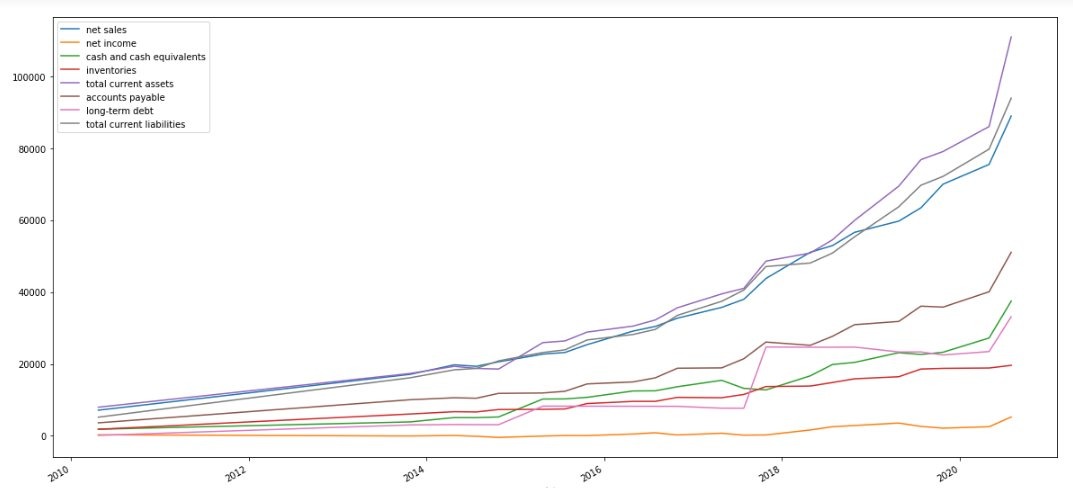 net sales
net income
cash and cash equivalents
inventories
total current assets
accounts payable
long-term debt
total current liabilities
100000
80000
60000
40000
20000
0
2010
2012
2014
2016
2018
2020